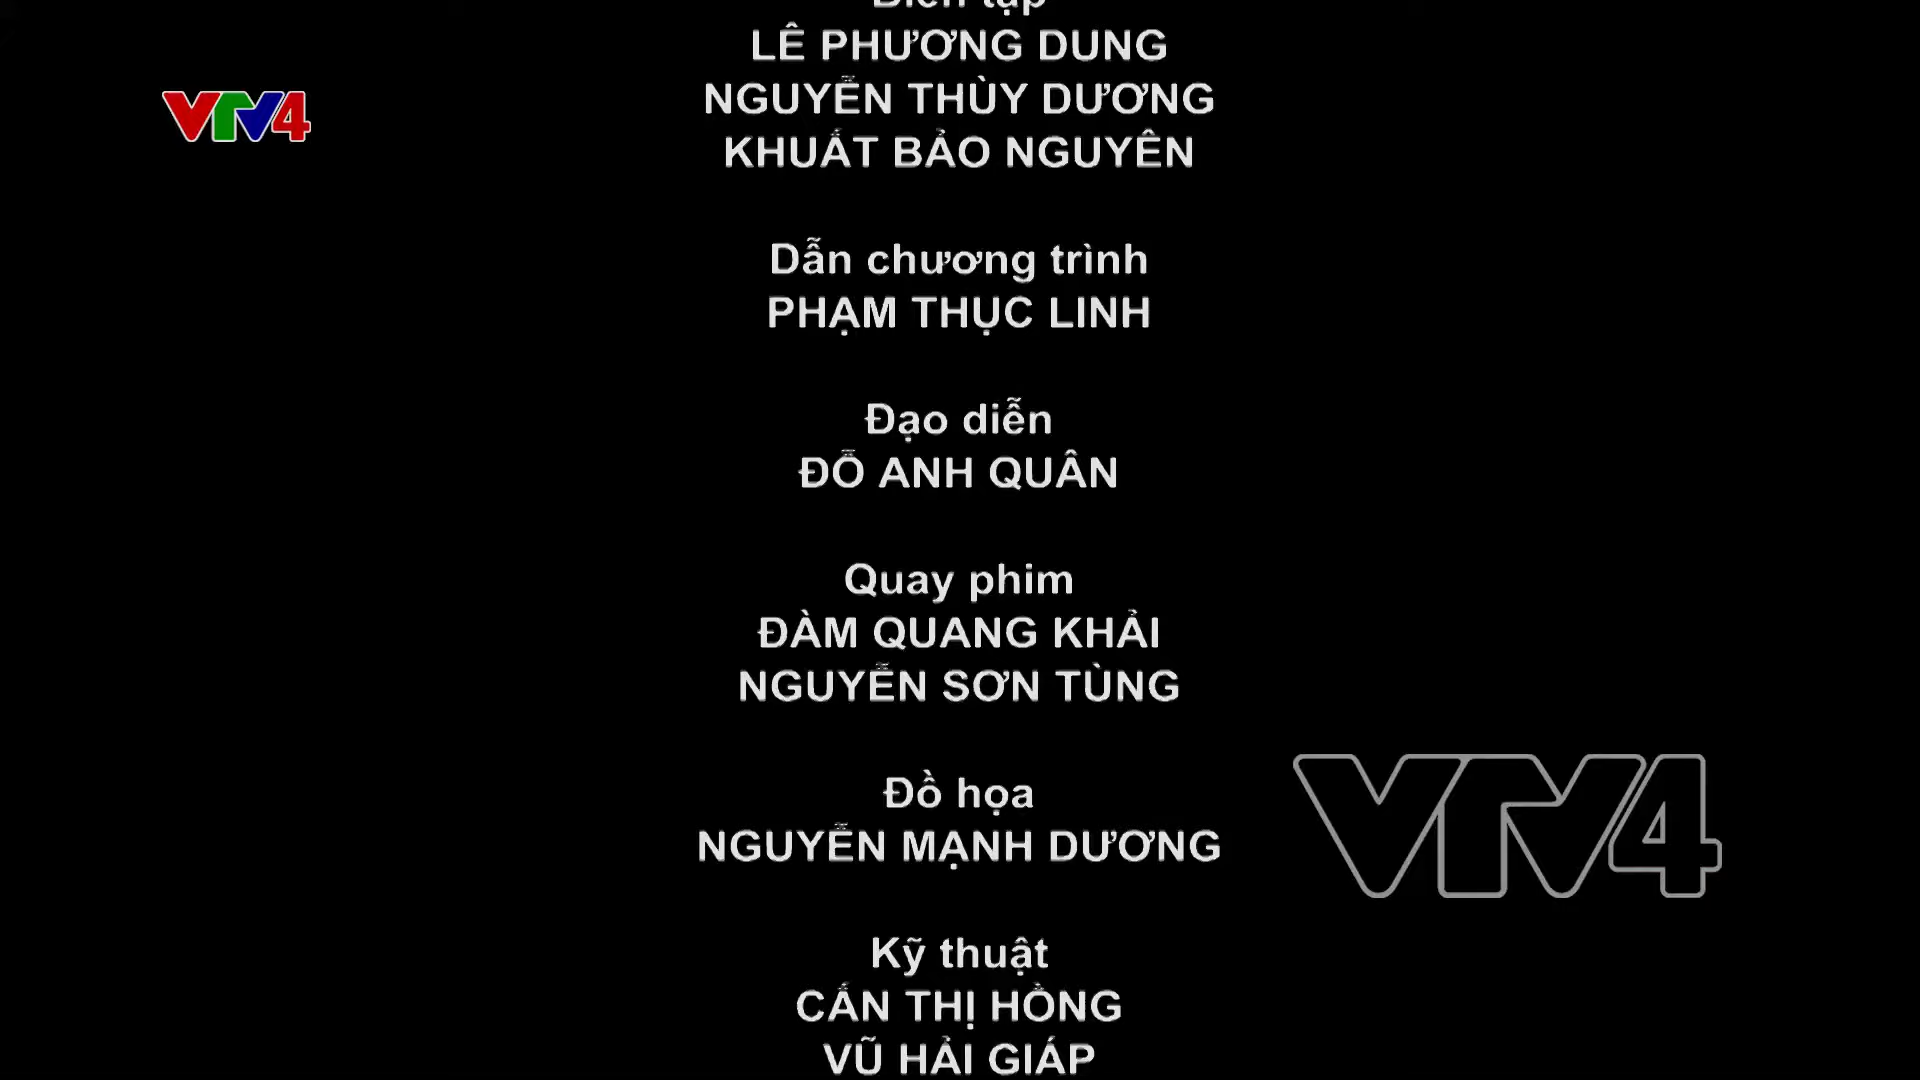 Biên tập
LÊ PHƯƠNG DUNG
VTV4
NGUYỄN THÙY DƯƠNG
KHUẤT BẢO NGUYÊN
Dẫn chương trình
PHẠM THỤC LINH
Đạo diễn
ĐỖ ANH QUÂN
Quay phim
ĐÀM QUANG KHẢI
NGUYỄN SƠN TÙNG
Đồ họa
NGUYỄN MẠNH DƯƠNG
VTV4
Kỹ thuật
CẤN THỊ HỒNG
VŨ HẢI GIÁP